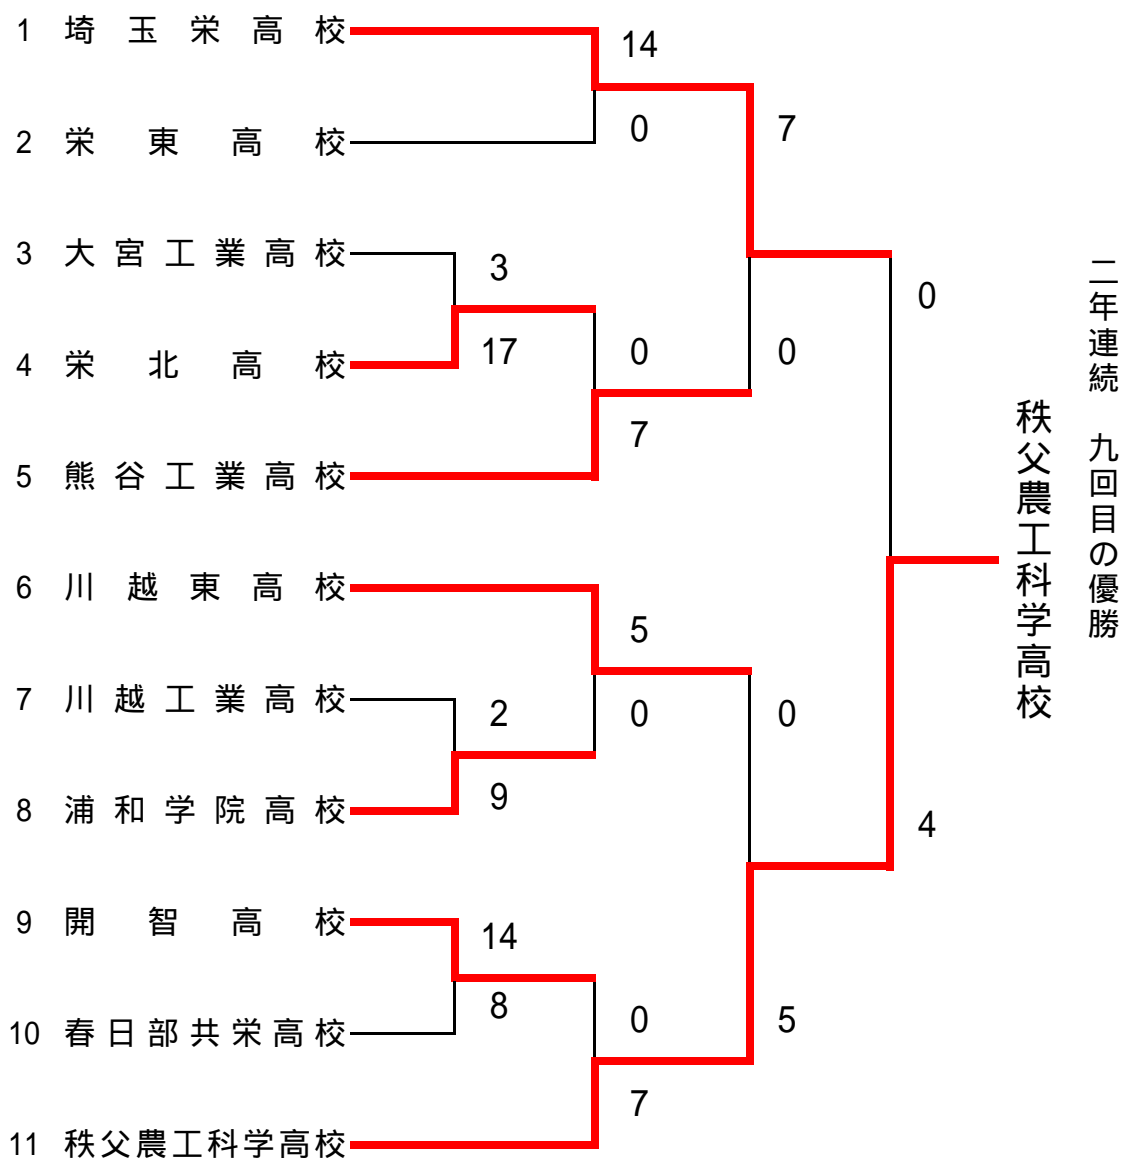 1 埼玉栄高校
14
0
2 栄東高校
7
3 大宮工業高校
3
0
17
4 栄北高校
0
0
7
5 熊谷工業高校
6 川越東高校
5
7 川越工業高校
2
0
0
9
8 浦和学院高校
4
9 開智高校
14
8
10 春日部共栄高校
0
5
7
11 秩父農工科学高校
秩父農工科学高校
二年連続 九回目の優勝